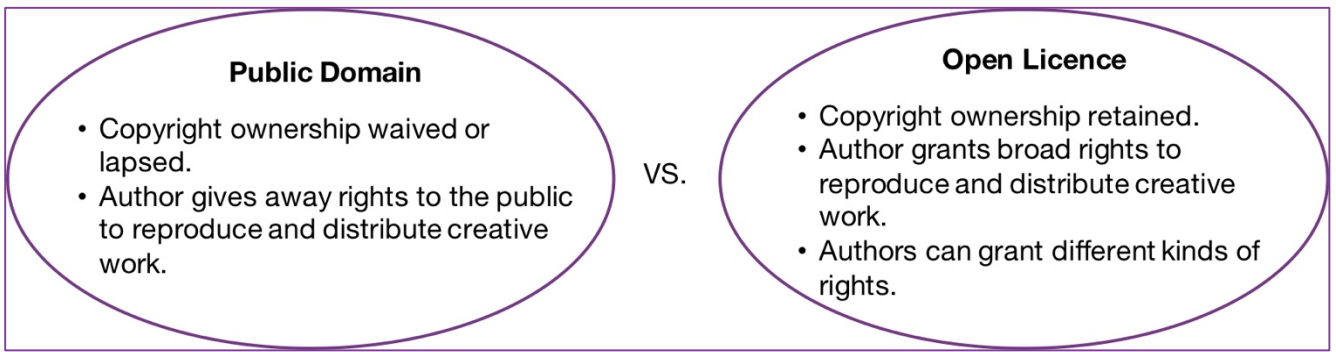 Public Domain
• Copyright ownership waived or
lapsed.
• Author gives away rights to the public
to reproduce and distribute creative
work.
VS.
Open Licence
• Copyright ownership retained.
• Author grants broad rights to
reproduce and distribute creative
work.
• Authors can grant different kinds of
rights.